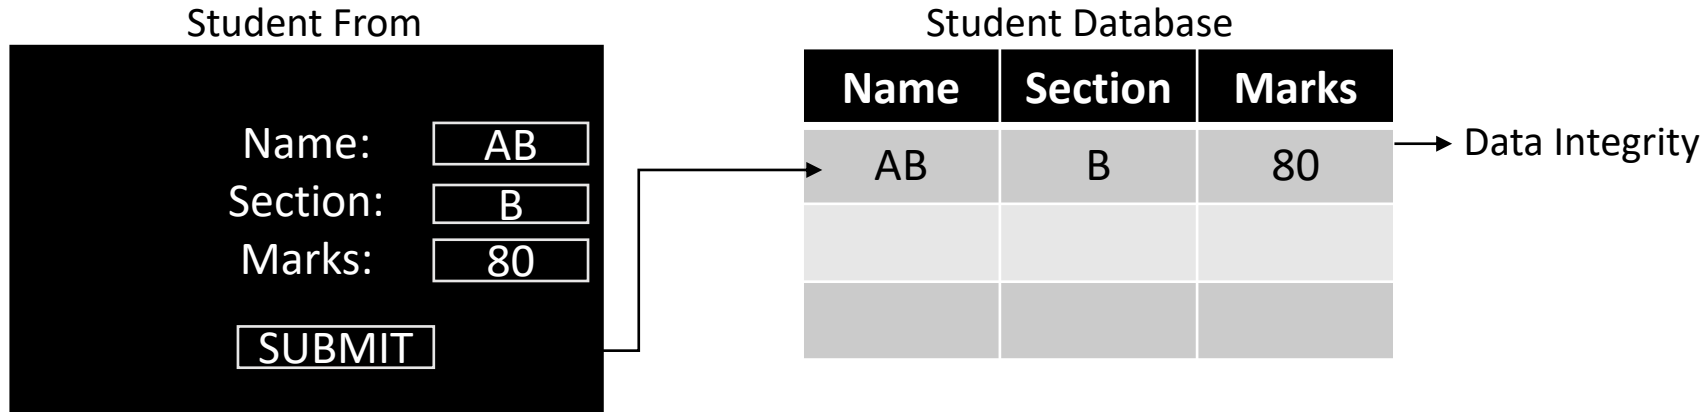 Student From
Name: AB
Section: B
Marks: 80
SUBMIT
Student Database
Name Section Marks
AB B 80
Data Integrity